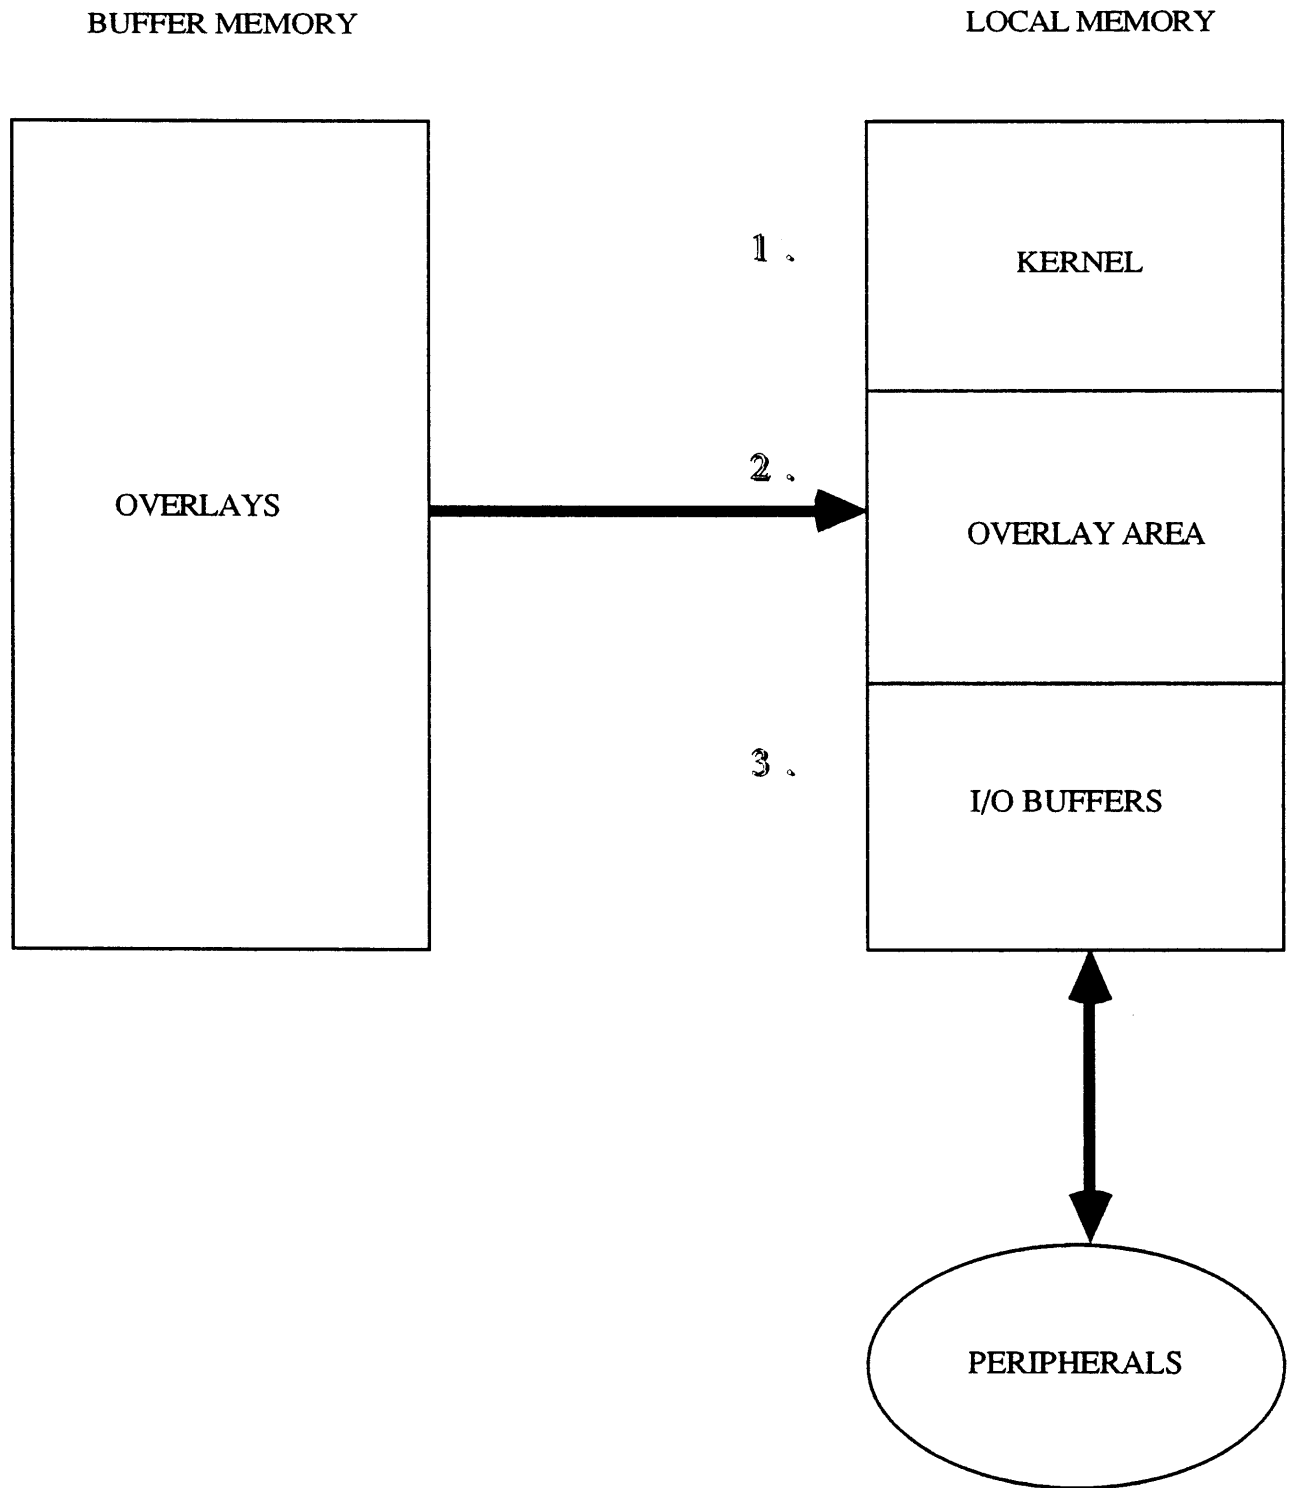 BUFFER MEMORY
LOCAL MEMORY
1 .
KERNEL
2 .
OVERLAYS
OVERLAY AREA
3 .
I/O BUFFERS
PERIPHERALS